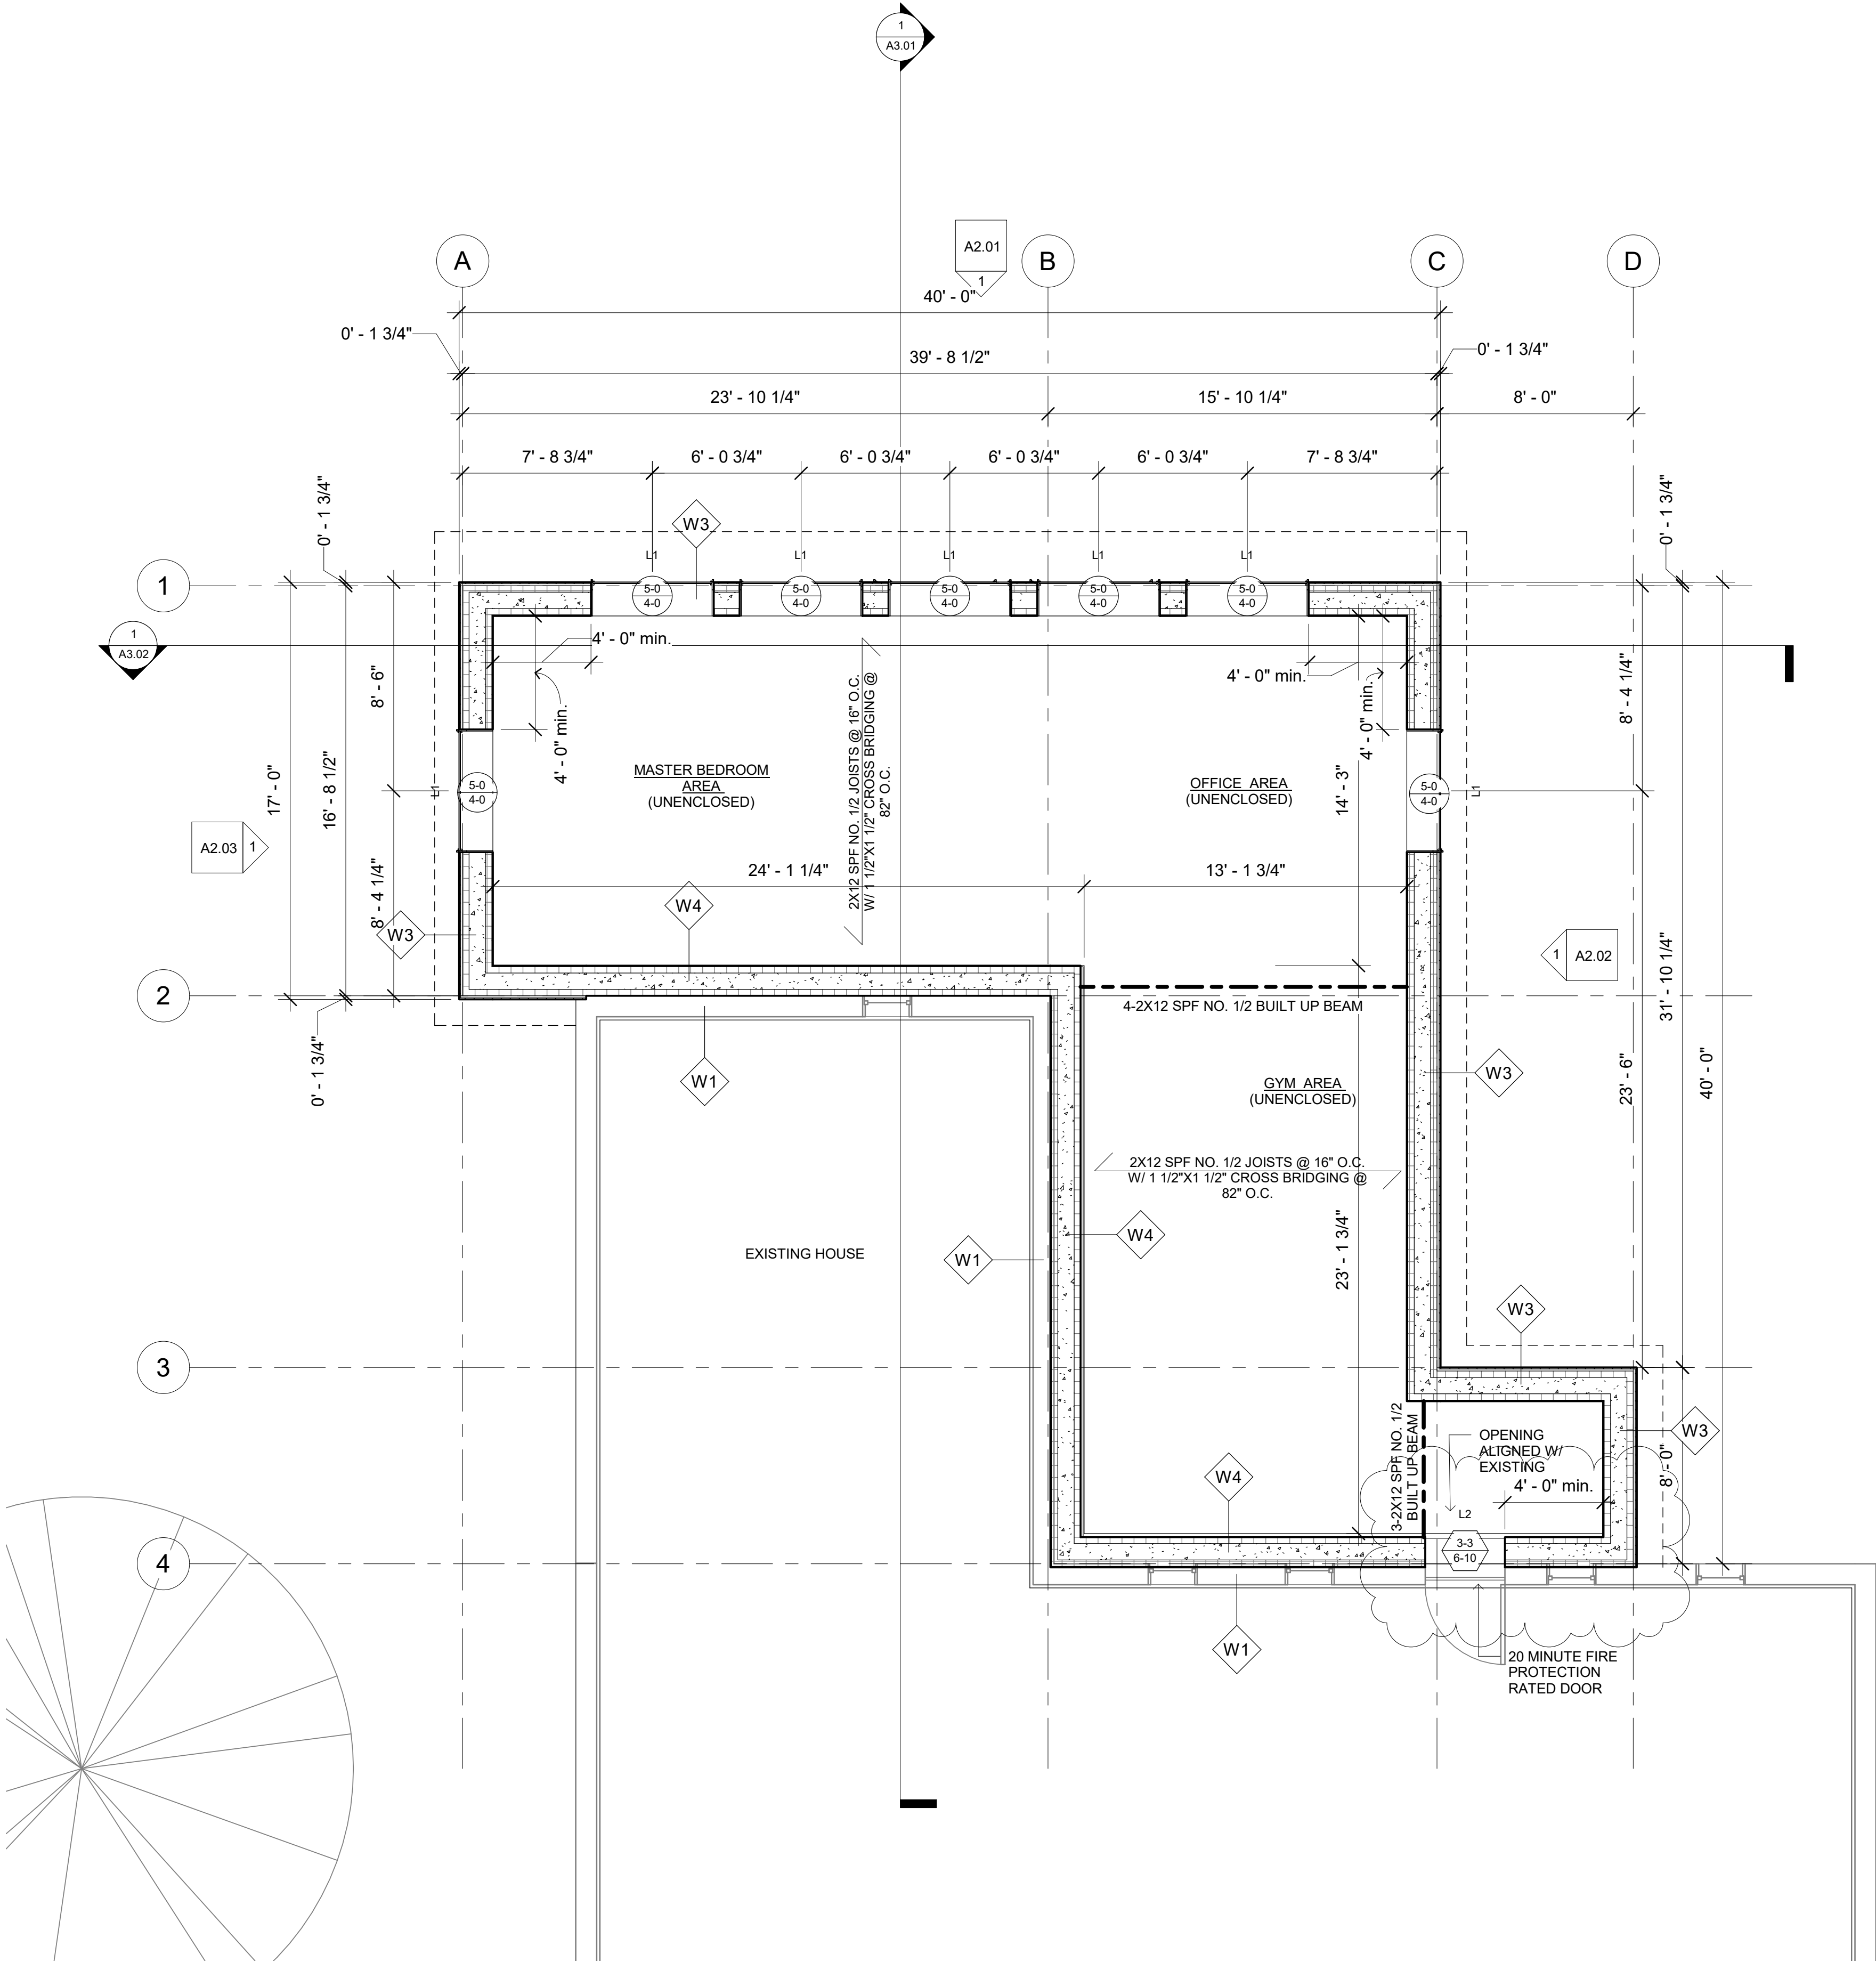 1
A3.01
A2.01
1
A
B
C
D
40' - 0"
0' - 1 3/4"
0' - 1 3/4"
39' - 8 1/2"
23' - 10 1/4"
15' - 10 1/4"
8' - 0"
7' - 8 3/4"
6' - 0 3/4"
6' - 0 3/4"
6' - 0 3/4"
6' - 0 3/4"
7' - 8 3/4"
0' - 1 3/4"
0' - 1 3/4"
W3
L1
L1
L1
L1
L1
1
5-0
4-0
5-0
4-0
5-0
4-0
5-0
4-0
5-0
4-0
1
A3.02
4' - 0" min.
4' - 0" min.
4' - 0" min.
4' - 0" min.
8' - 6"
8' - 4 1/4"
17' - 0"
16' - 8 1/2"
8' - 4 1/4"
2X12 SPF NO. 1/2 JOISTS @ 16" O.C.
W/ 1 1/2"X1 1/2" CROSS BRIDGING @
82" O.C.
MASTER BEDROOM
AREA
(UNENCLOSED)
OFFICE AREA
(UNENCLOSED)
14' - 3"
L1
5-0
4-0
5-0
4-0
L1
A2.03
1
24' - 1 1/4"
13' - 1 3/4"
W3
W4
1
A2.02
2
4-2X12 SPF NO. 1/2 BUILT UP BEAM
0' - 1 3/4"
W1
GYM AREA
(UNENCLOSED)
W3
31' - 10 1/4"
23' - 6"
40' - 0"
2X12 SPF NO. 1/2 JOISTS @ 16" O.C.
W/ 1 1/2"X1 1/2" CROSS BRIDGING @
82" O.C.
EXISTING HOUSE
W1
W4
23' - 1 3/4"
W3
3
3-2X12 SPF NO. 1/2
BUILT UP BEAM
OPENING
ALIGNED W/
EXISTING
W3
8' - 0"
4' - 0" min.
W4
L2
3-3
6-10
4
W1
20 MINUTE FIRE
PROTECTION
RATED DOOR